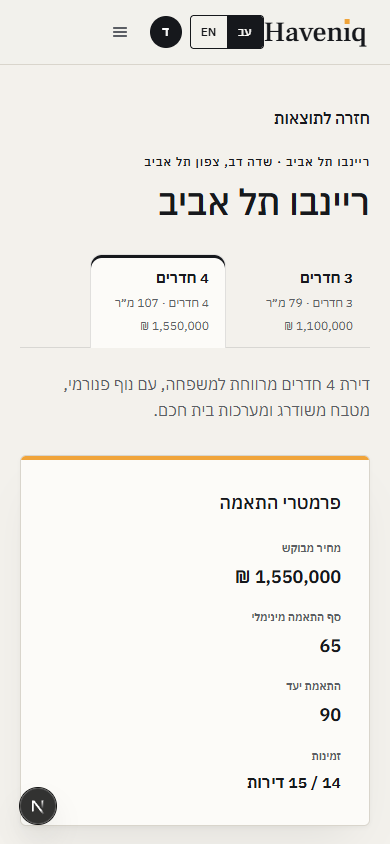 Haveniq
עב
EN
ד
חזרה לתוצאות
ריינבו תל אביב · שדה דב, צפון תל אביב
ריינבו תל אביב
3 חדרים
3 חדרים · 79 מ״ר
1,100,000 ₪
4 חדרים
4 חדרים · 107 מ״ר
1,550,000 ₪
דירת 4 חדרים מרווחת למשפחה, עם נוף פנורמי,
מטבח משודרג ומערכות בית חכם.
פרמטרי התאמה
מחיר מבוקש
1,550,000 ₪
סף התאמה מינימלי
65
התאמת יעד
90
זמינות
14 / 15 דירות
N